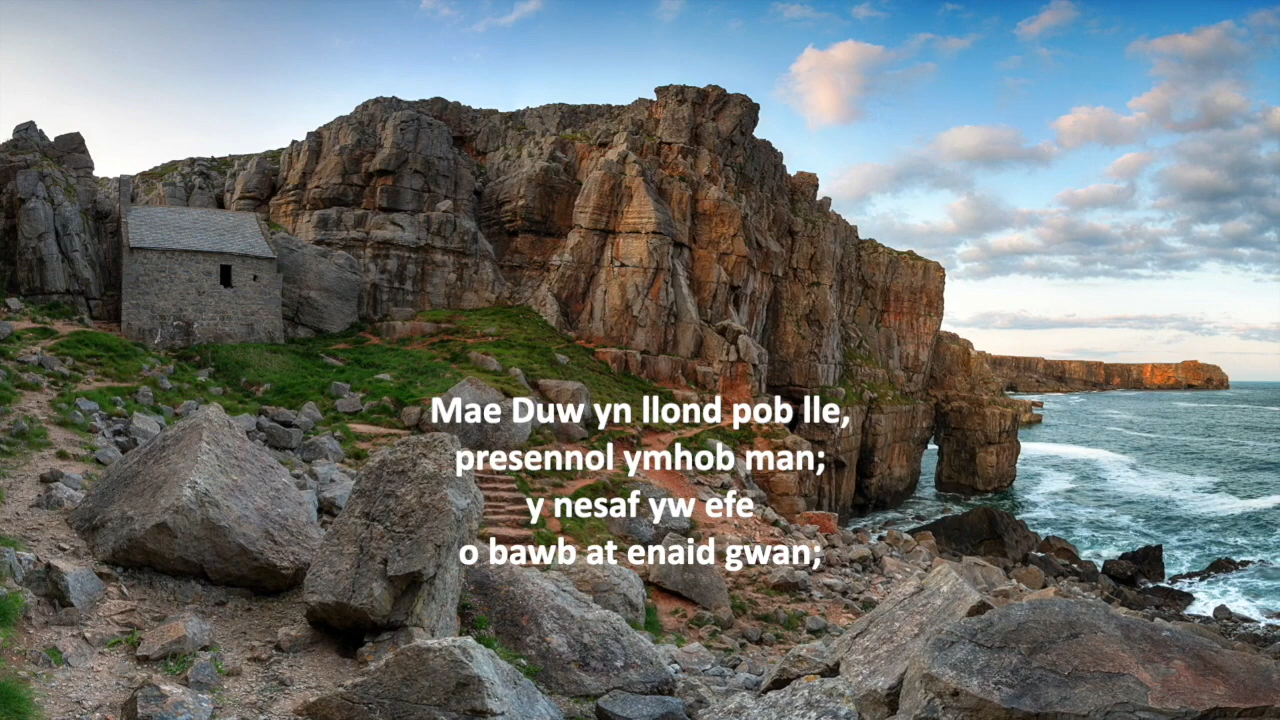 Mae Duw yn llond pob lle,
presennol ymhob man;
y nesaf yw efe
o bawb at enaid gwan;